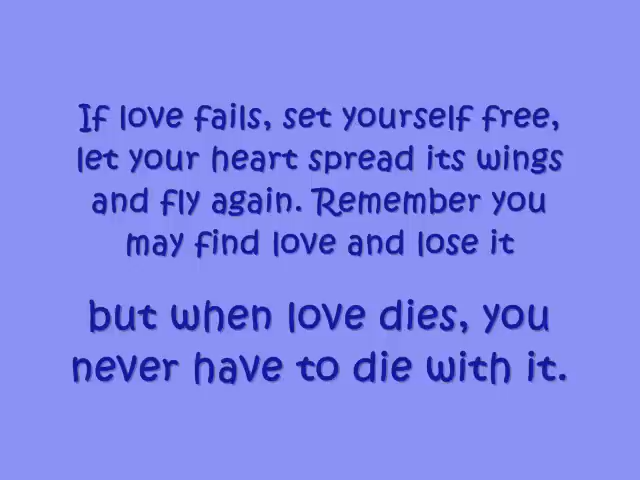 If love fails, set yourself free,
let your heart spread its wings
and fly again. Remember you
may find love and lose it
but when love dies, you
never have to die with it.